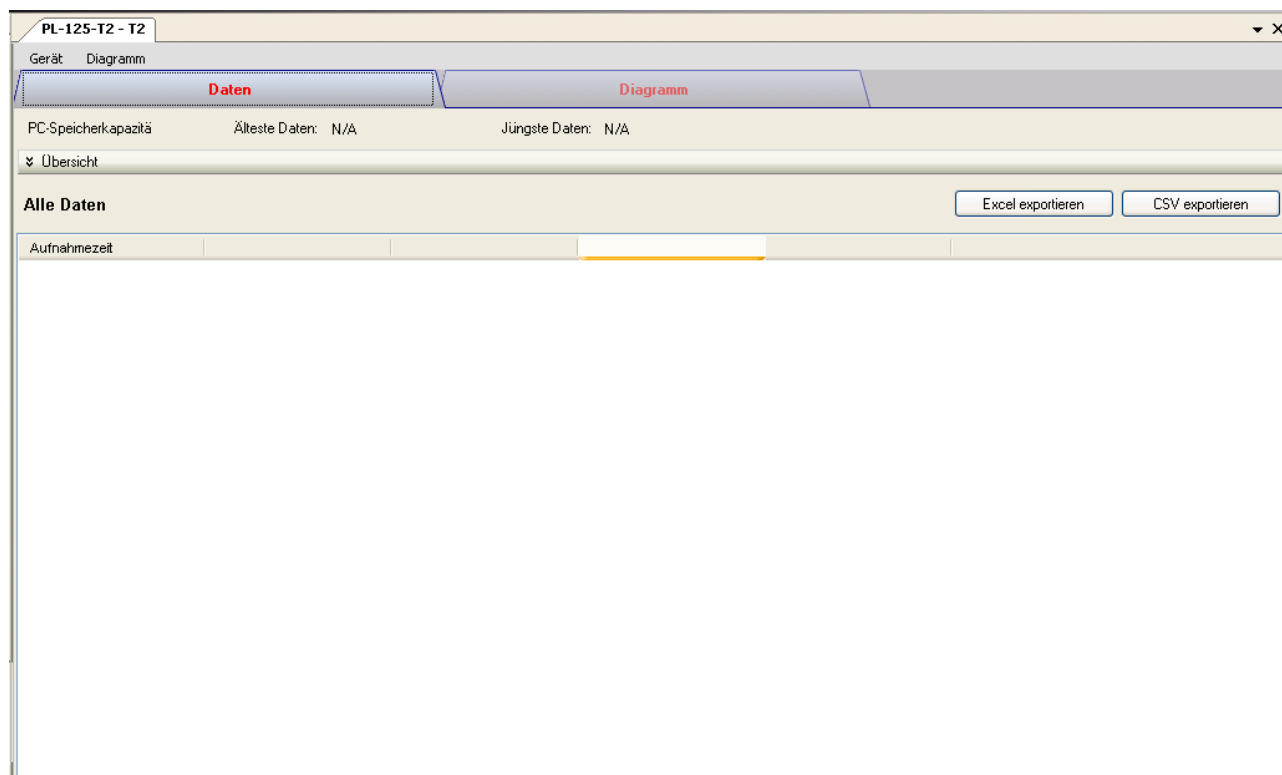 PL-125-T2 - T2
Gerät Diagramm
Daten Diagramm
PC-Speicherkapazitä Älteste Daten: N/A Jüngste Daten: N/A
Übersicht
Alle Daten Excel exportieren CSV exportieren
Aufnahmezeit